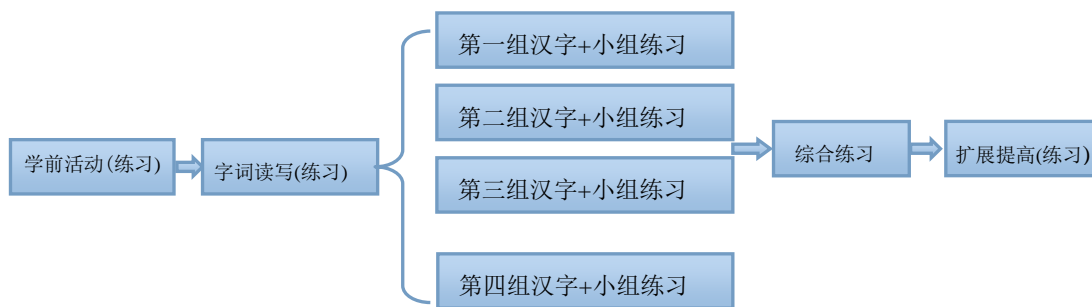 学前活动(练习)
字词读写(练习)
第一组汉字+小组练习
第二组汉字+小组练习
第三组汉字+小组练习
第四组汉字+小组练习
综合练习
扩展提高(练习)